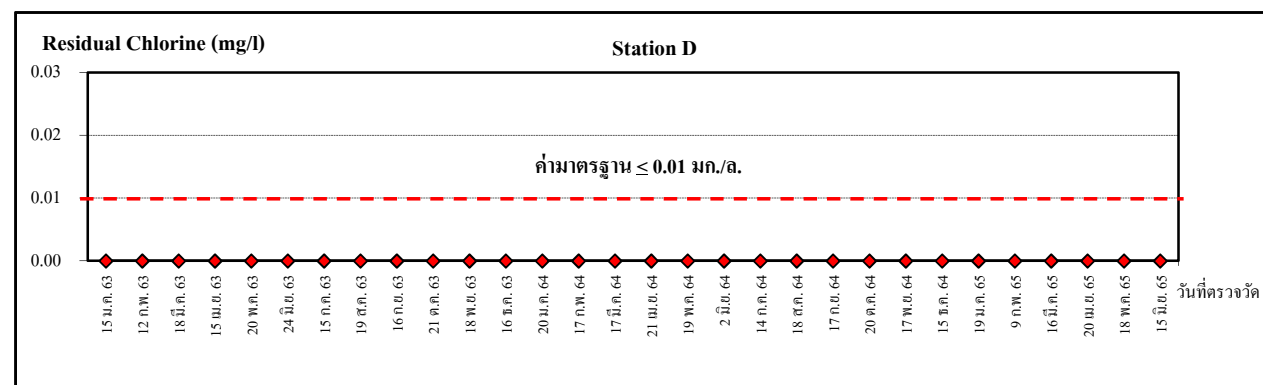 Residual Chlorine (mg/l)
Station D
0.03
0.02
ค่ามาตรฐาน ≤ 0.01 มก./ล.
0.01
0.00
15 ม.ค. 63
12 ก.พ. 63
18 มี.ค. 63
15 เม.ย. 63
20 พ.ค. 63
24 มิ.ย. 63
15 ก.ค. 63
19 ส.ค. 63
16 ก.ย. 63
21 ต.ค. 63
18 พ.ย. 63
16 ธ.ค. 63
20 ม.ค. 64
17 ก.พ. 64
17 มี.ค. 64
21 เม.ย. 64
19 พ.ค. 64
2 มิ.ย. 64
14 ก.ค. 64
18 ส.ค. 64
17 ก.ย. 64
20 ต.ค. 64
17 พ.ย. 64
15 ธ.ค. 64
19 ม.ค. 65
9 ก.พ. 65
16 มี.ค. 65
20 เม.ย. 65
18 พ.ค. 65
15 มิ.ย. 65
วันที่ตรวจวัด